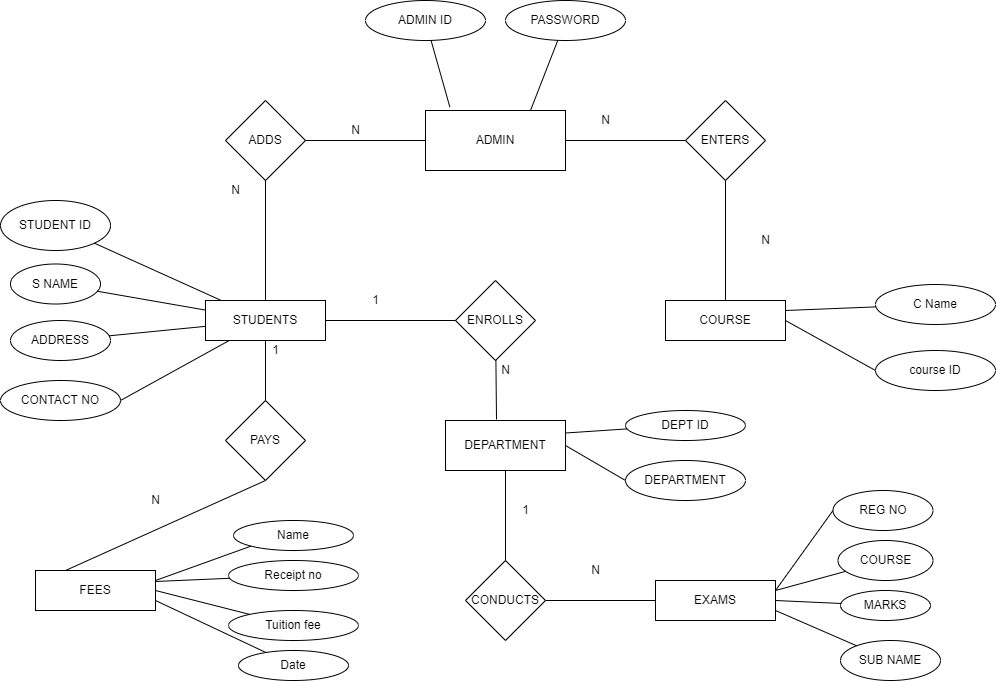 ADMIN ID
PASSWORD
ADDS
N
ADMIN
N
ENTERS
N
STUDENT ID
N
S NAME
STUDENTS
1
ENROLLS
COURSE
C Name
ADDRESS
1
N
course ID
CONTACT NO
PAYS
DEPARTMENT
DEPT ID
DEPARTMENT
N
1
REG NO
Name
COURSE
Receipt no
N
FEES
CONDUCTS
EXAMS
MARKS
Tuition fee
SUB NAME
Date